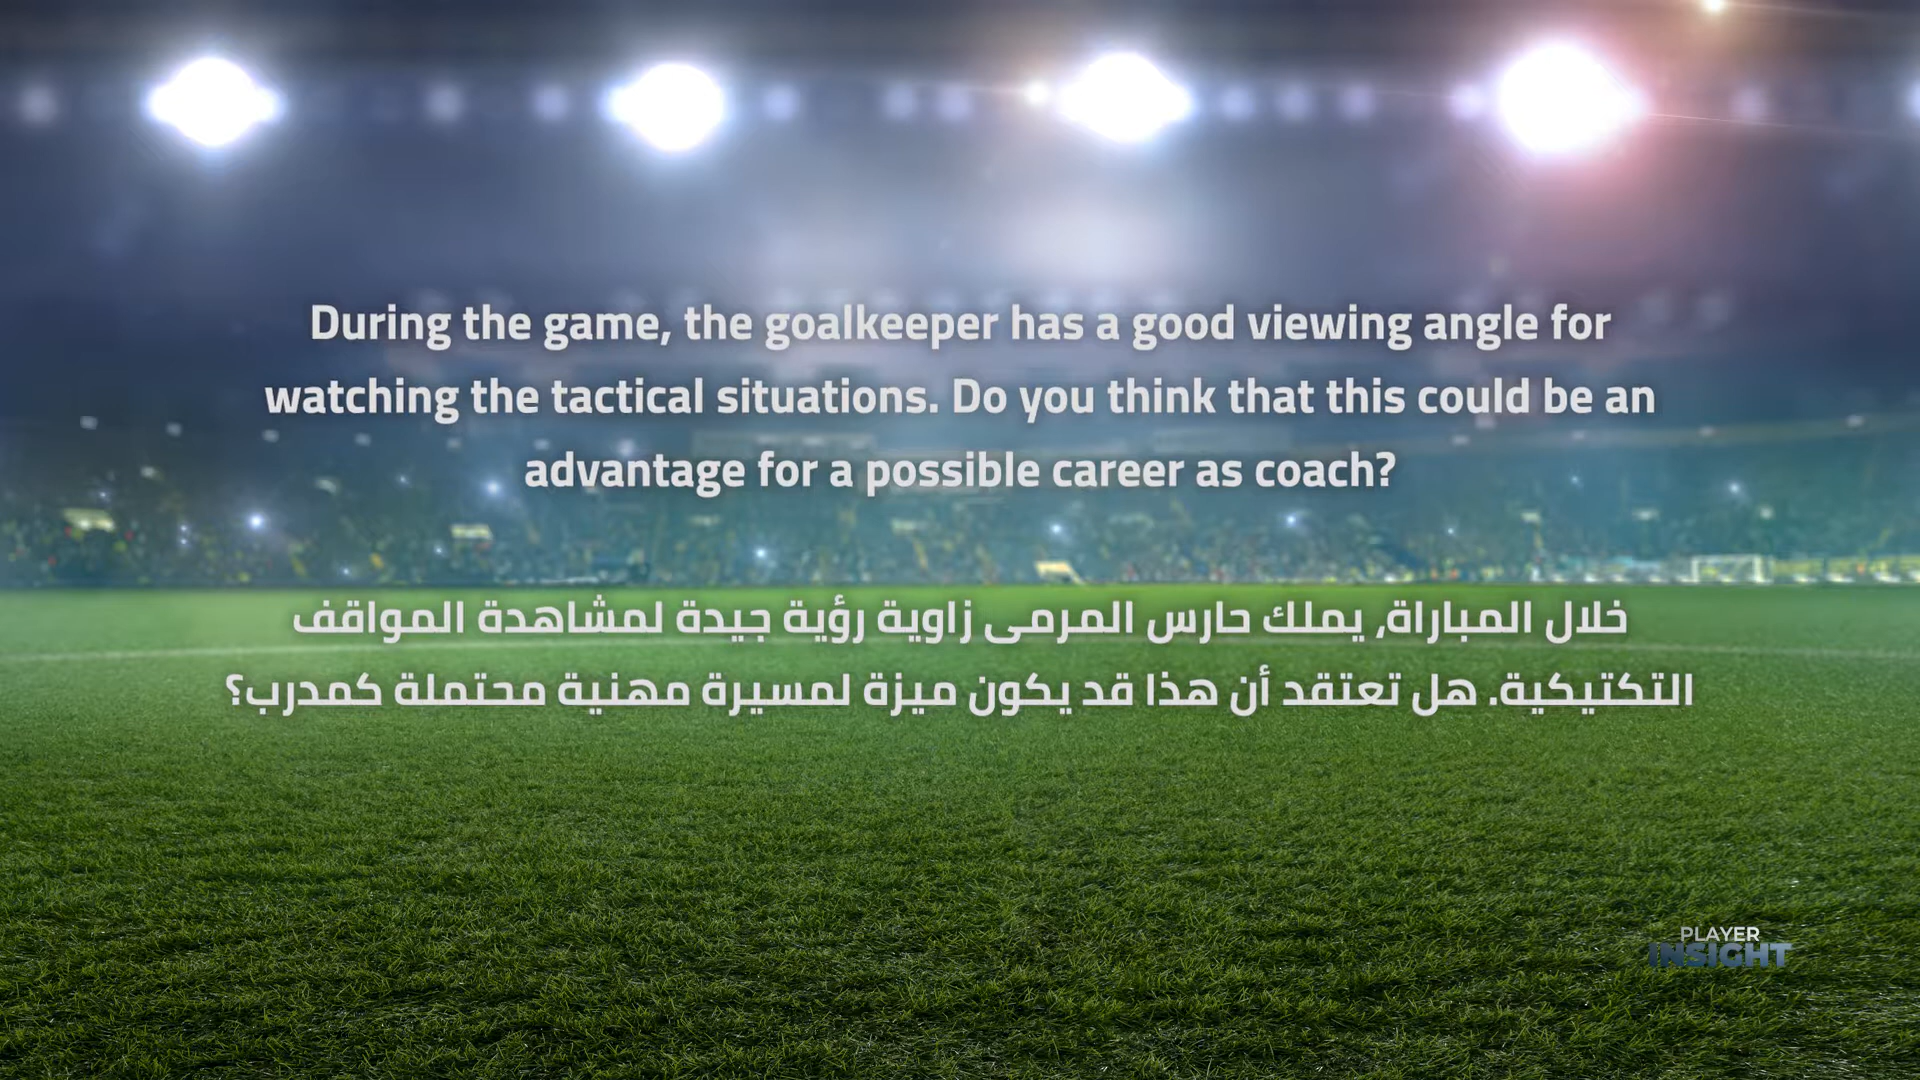 During the game, the goalkeeper has a good viewing angle for
watching the tactical situations. Do you think that this could be an
advantage for a possible career as coach?
خلال المباراة, يملك حارس المرمى زاوية رؤية جيدة لمشاهدة المواقف
التكتيكية. هل تعتقد أن هذا قد يكون ميزة لمسيرة مهنية محتملة كمدرب؟
PLAYER
INSIGHT